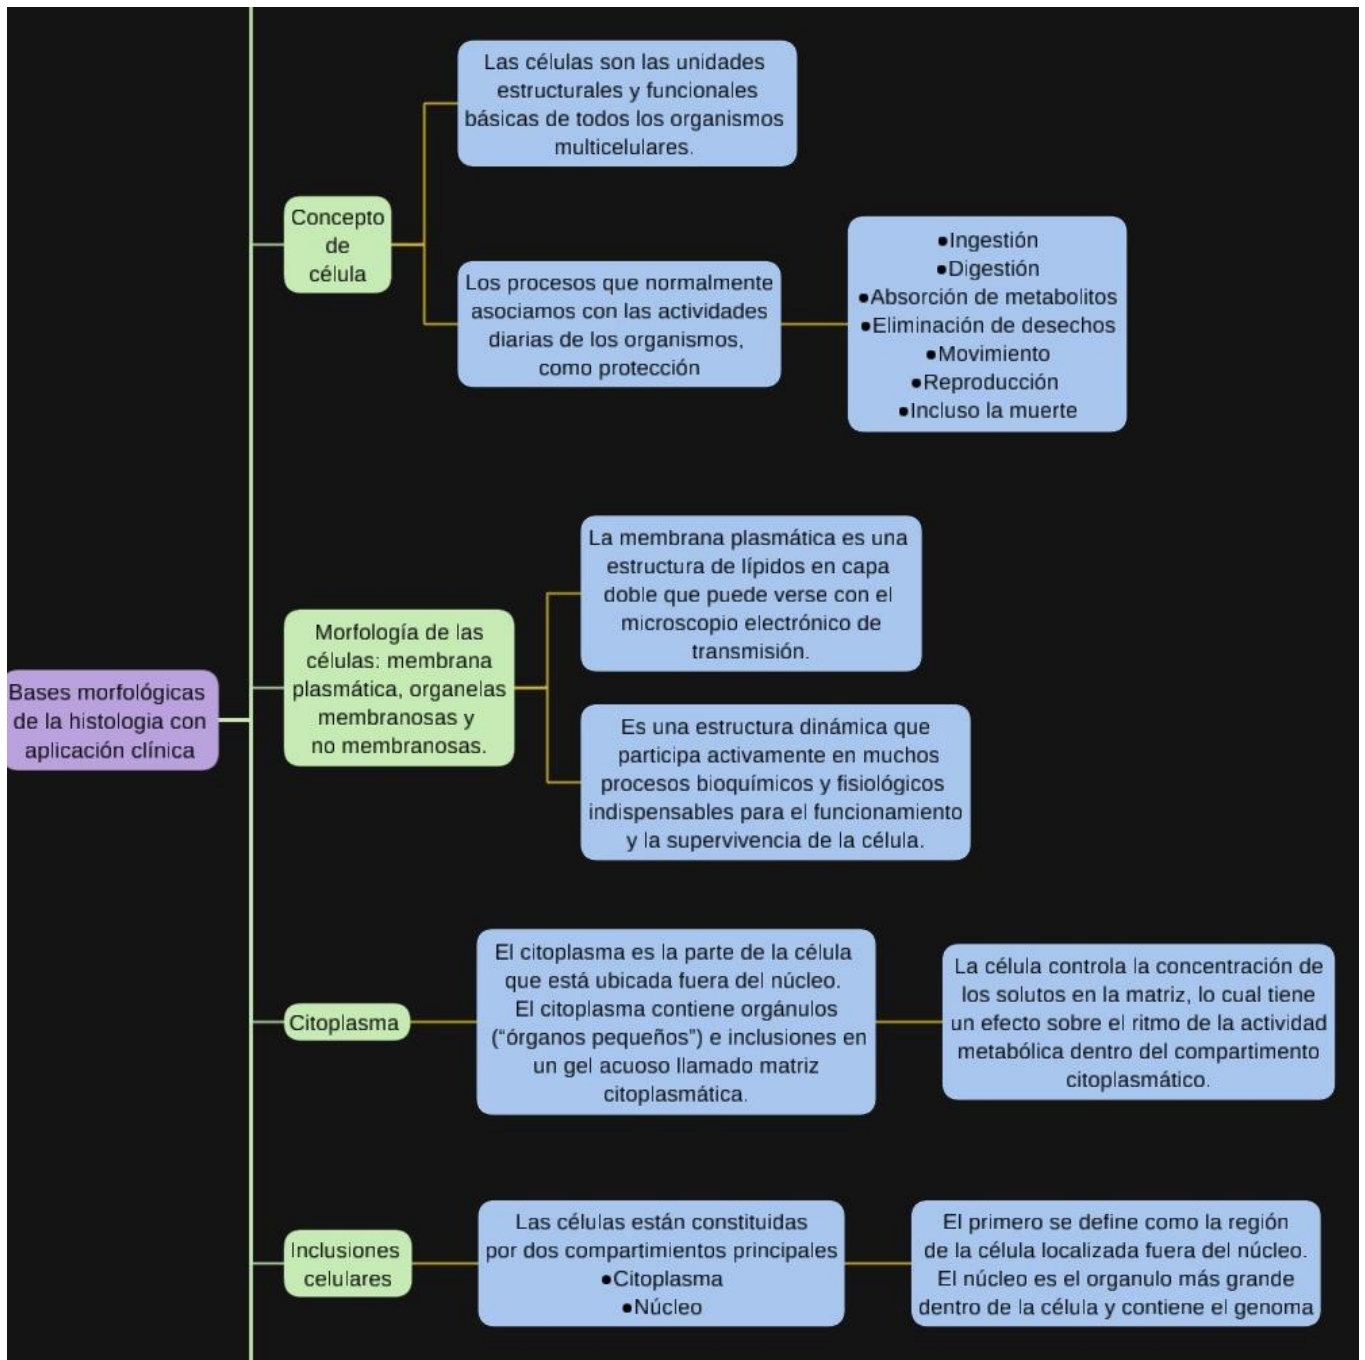 Las células son las unidades
estructurales y funcionales
básicas de todos los organismos
multicelulares.
Concepto
de
célula
Los procesos que normalmente
asociamos con las actividades
diarias de los organismos,
como protección
●Ingestión
●Digestión
●Absorción de metabolitos
●Eliminación de desechos
●Movimiento
●Reproducción
●Incluso la muerte
Bases morfológicas
de la histologia con
aplicación clínica
Morfología de las
células: membrana
plasmática, organelas
membranosas y
no membranosas.
La membrana plasmática es una
estructura de lípidos en capa
doble que puede verse con el
microscopio electrónico de
transmisión.
Es una estructura dinámica que
participa activamente en muchos
procesos bioquímicos y fisiológicos
indispensables para el funcionamiento
y la supervivencia de la célula.
Citoplasma
El citoplasma es la parte de la célula
que está ubicada fuera del núcleo.
El citoplasma contiene orgánulos
(“órganos pequeños”) e inclusiones en
un gel acuoso llamado matriz
citoplasmática.
La célula controla la concentración de
los solutos en la matriz, lo cual tiene
un efecto sobre el ritmo de la actividad
metabólica dentro del compartimento
citoplasmático.
Inclusiones
celulares
Las células están constituidas
por dos compartimientos principales
●Citoplasma
●Núcleo
El primero se define como la región
de la célula localizada fuera del núcleo.
El núcleo es el organulo más grande
dentro de la célula y contiene el genoma